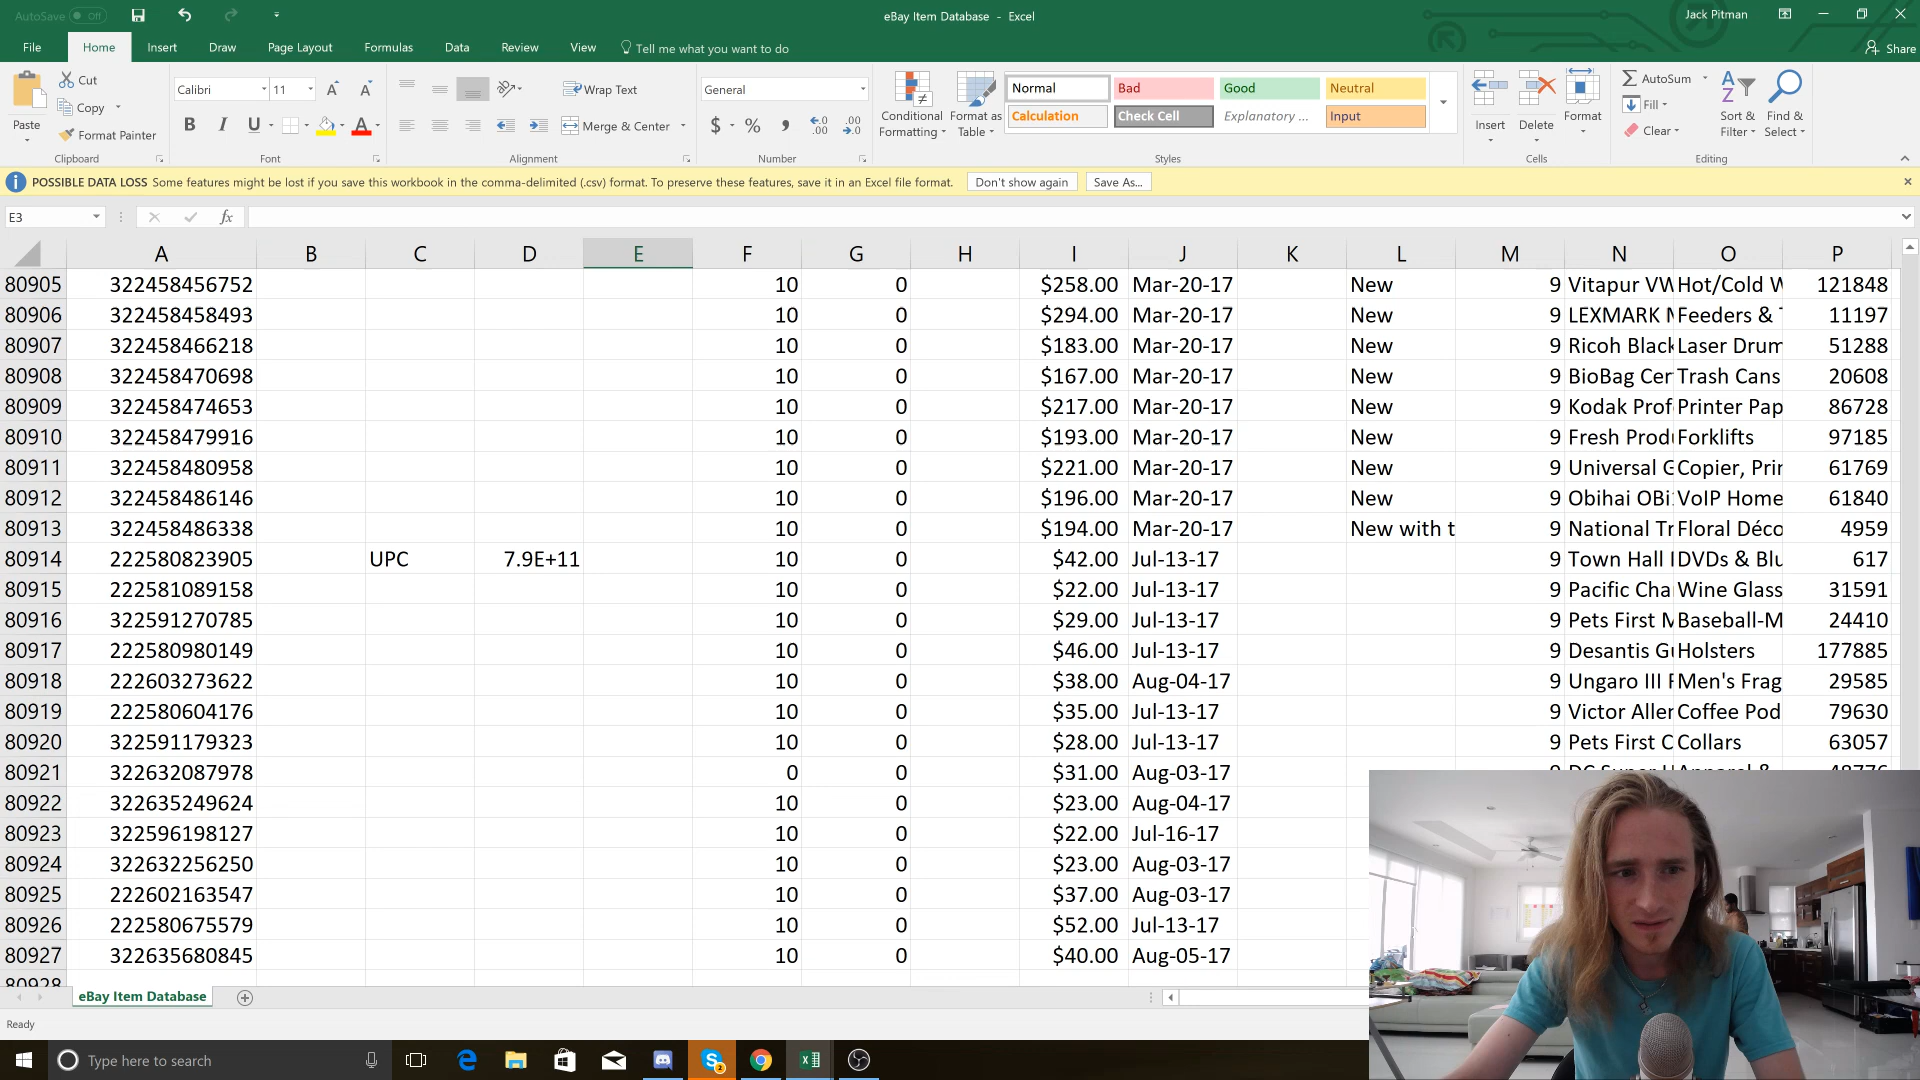 AutoSave Off
eBay Item Database - Excel
Jack Pitman
File Home Insert Draw Page Layout Formulas Data Review View Tell me what you want to do
Share
Cut
Copy
Format Painter
Paste
Clipboard
Calibri 11
B I U
Font
Wrap Text
Merge & Center
Alignment
General
$ % ,
Number
Conditional Formatting
Format as Table
Normal Bad Good Neutral
Calculation Check Cell Explanatory ... Input
Styles
Insert Delete Format
Cells
AutoSum
Fill
Clear
Sort & Filter
Find & Select
Editing
POSSIBLE DATA LOSS Some features might be lost if you save this workbook in the comma-delimited (.csv) format. To preserve these features, save it in an Excel file format. Don't show again Save As...
E3 fx
A B C D E F G H I J K L M N O P
80905 322458456752 10 0 $258.00 Mar-20-17 New 9 Vitapur VW Hot/Cold W 121848
80906 322458458493 10 0 $294.00 Mar-20-17 New 9 LEXMARK M Feeders & T 11197
80907 322458466218 10 0 $183.00 Mar-20-17 New 9 Ricoh Black Laser Drum 51288
80908 322458470698 10 0 $167.00 Mar-20-17 New 9 BioBag Cer Trash Cans 20608
80909 322458474653 10 0 $217.00 Mar-20-17 New 9 Kodak Prof Printer Pap 86728
80910 322458479916 10 0 $193.00 Mar-20-17 New 9 Fresh Produ Forklifts 97185
80911 322458480958 10 0 $221.00 Mar-20-17 New 9 Universal G Copier, Prin 61769
80912 322458486146 10 0 $196.00 Mar-20-17 New 9 Obihai OBi VoIP Home 61840
80913 322458486338 10 0 $194.00 Mar-20-17 New with t 9 National Tr Floral Déco 4959
80914 222580823905 UPC 7.9E+11 10 0 $42.00 Jul-13-17 9 Town Hall DVDs & Blu 617
80915 222581089158 10 0 $22.00 Jul-13-17 9 Pacific Cha Wine Glass 31591
80916 322591270785 10 0 $29.00 Jul-13-17 9 Pets First M Baseball-M 24410
80917 222580980149 10 0 $46.00 Jul-13-17 9 Desantis Gu Holsters 177885
80918 222603273622 10 0 $38.00 Aug-04-17 9 Ungaro III F Men's Frag 29585
80919 222580604176 10 0 $35.00 Jul-13-17 9 Victor Aller Coffee Pod 79630
80920 322591179323 10 0 $28.00 Jul-13-17 9 Pets First C Collars 63057
80921 322632087978 0 0 $31.00 Aug-03-17
80922 322635249624 10 0 $23.00 Aug-04-17
80923 322596198127 10 0 $22.00 Jul-16-17
80924 322632256250 10 0 $23.00 Aug-03-17
80925 222602163547 10 0 $37.00 Aug-03-17
80926 222580675579 10 0 $52.00 Jul-13-17
80927 322635680845 10 0 $40.00 Aug-05-17
80928
eBay Item Database
Ready
Type here to search